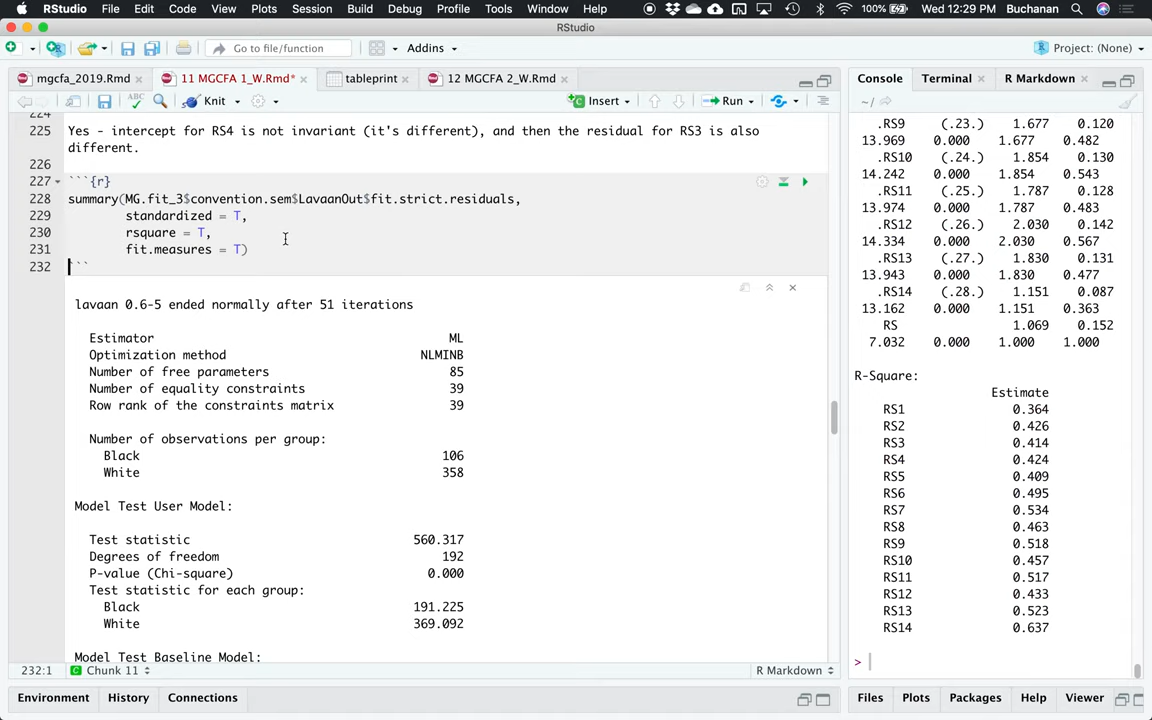 RStudio File Edit Code View Plots Session Build Debug Profile Tools Window Help 100% Wed 12:29 PM Buchanan
RStudio
Go to file/function Addins Project: (None)
mgcfa_2019.Rmd 11 MGCFA 1_W.Rmd* tableprint 12 MGCFA 2_W.Rmd
ABC Knit Insert Run
224
225 Yes - intercept for RS4 is not invariant (it's different), and then the residual for RS3 is also
different.
226
227 ```{r}
228 summary(MG.fit_3$convention.sem$LavaanOut$fit.strict.residuals,
229 standardized = T,
230 rsquare = T,
231 fit.measures = T)
232 ```
lavaan 0.6-5 ended normally after 51 iterations
Estimator ML
Optimization method NLMINB
Number of free parameters 85
Number of equality constraints 39
Row rank of the constraints matrix 39
Number of observations per group:
Black 106
White 358
Model Test User Model:
Test statistic 560.317
Degrees of freedom 192
P-value (Chi-square) 0.000
Test statistic for each group:
Black 191.225
White 369.092
Model Test Baseline Model:
232:1 Chunk 11 R Markdown
Environment History Connections
Console Terminal R Markdown
~/
.RS9 (.23.) 1.677 0.120
13.969 0.000 1.677 0.482
.RS10 (.24.) 1.854 0.130
14.242 0.000 1.854 0.543
.RS11 (.25.) 1.787 0.128
13.974 0.000 1.787 0.483
.RS12 (.26.) 2.030 0.142
14.334 0.000 2.030 0.567
.RS13 (.27.) 1.830 0.131
13.943 0.000 1.830 0.477
.RS14 (.28.) 1.151 0.087
13.162 0.000 1.151 0.363
RS 1.069 0.152
7.032 0.000 1.000 1.000
R-Square:
Estimate
RS1 0.364
RS2 0.426
RS3 0.414
RS4 0.424
RS5 0.409
RS6 0.495
RS7 0.534
RS8 0.463
RS9 0.518
RS10 0.457
RS11 0.517
RS12 0.433
RS13 0.523
RS14 0.637
>
Files Plots Packages Help Viewer